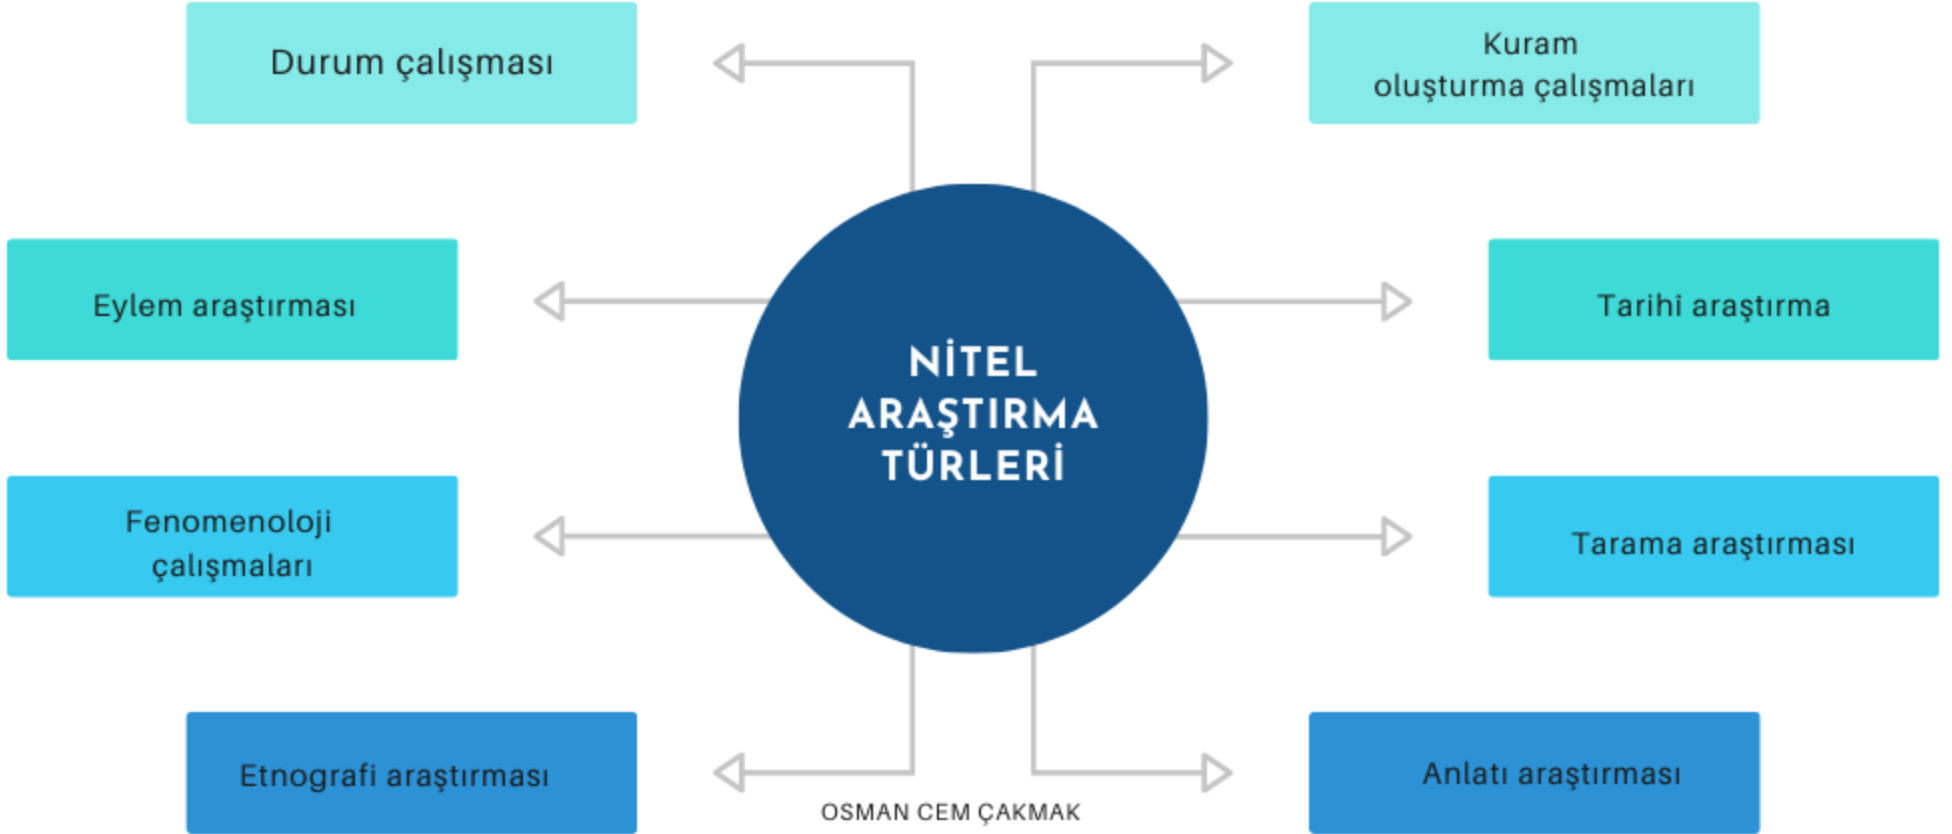 Durum çalışması
Kuram
oluşturma çalışmaları
Eylem araştırması
Tarihî araştırma
NİTEL
ARAŞTIRMA
TÜRLERİ
Fenomenoloji
çalışmaları
Tarama araştırması
Etnografi araştırması
Anlatı araştırması
OSMAN CEM ÇAKMAK